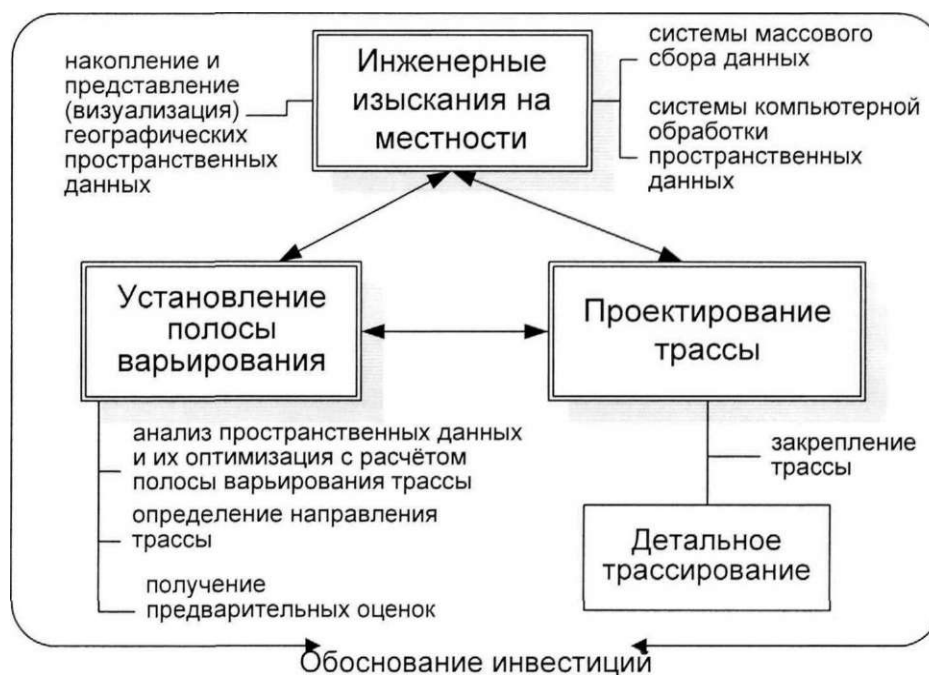 накопление и
представление
(визуализация)
географических
пространственных
данных
Инженерные
изыскания на
местности
системы массового
сбора данных
системы компьютерной
обработки
пространственных
данных
Установление
полосы
варьирования
Проектирование
трассы
анализ пространственных данных
и их оптимизация с расчётом
полосы варьирования трассы
определение направления
трассы
получение
предварительных оценок
закрепление
трассы
Детальное
трассирование
Обоснование инвестиций